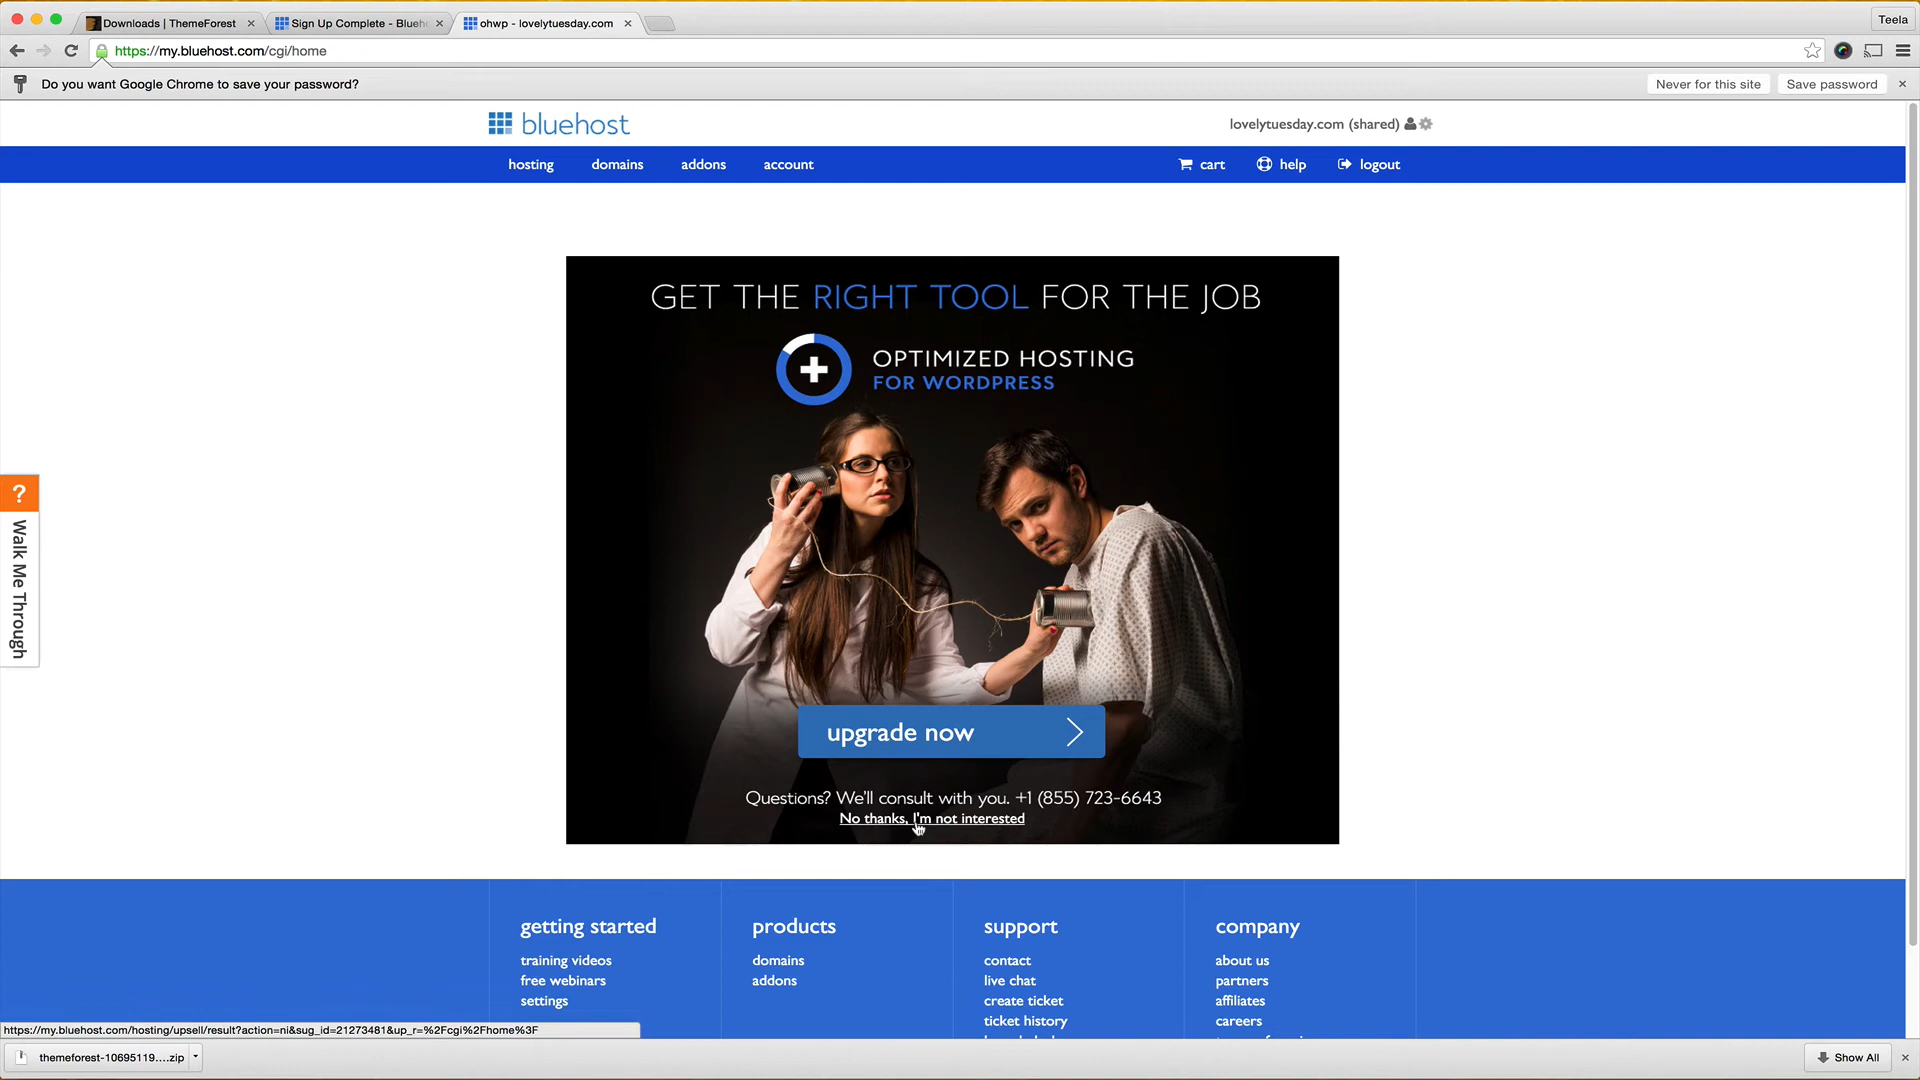 Downloads | ThemeForest
Sign Up Complete - Blueh
ohwp - lovelytuesday.com
Teela
https://my.bluehost.com/cgi/home
Do you want Google Chrome to save your password?
Never for this site
Save password
bluehost
lovelytuesday.com (shared)
hosting
domains
addons
account
cart
help
logout
GET THE RIGHT TOOL FOR THE JOB
OPTIMIZED HOSTING
FOR WORDPRESS
?
Walk Me Through
upgrade now
Questions? We'll consult with you. +1 (855) 723-6643
No thanks, I'm not interested
getting started
training videos
free webinars
settings
products
domains
addons
support
contact
live chat
create ticket
ticket history
company
about us
partners
affiliates
careers
https://my.bluehost.com/hosting/upsell/result?action=ni&sug_id=21273481&up_r=%2Fcgi%2Fhome%3F
themeforest-10695119....zip
Show All